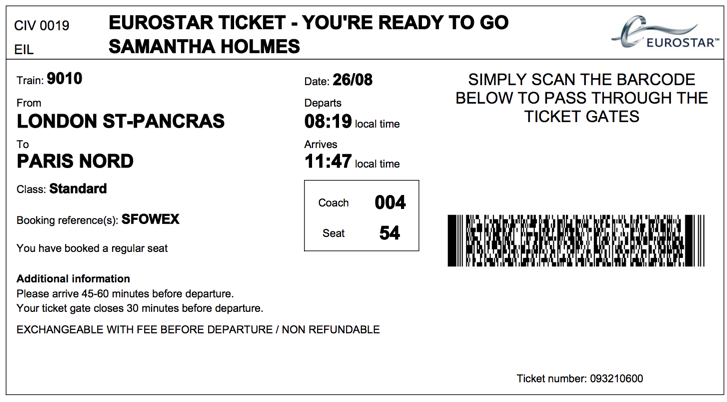 CIV 0019
EIL
EUROSTAR TICKET - YOU'RE READY TO GO
SAMANTHA HOLMES
EUROSTAR™
Train: 9010
Date: 26/08
From
LONDON ST-PANCRAS
Departs
08:19 local time
To
PARIS NORD
Arrives
11:47 local time
Class: Standard
Booking reference(s): SFOWEX
You have booked a regular seat
Coach 004
Seat 54
SIMPLY SCAN THE BARCODE
BELOW TO PASS THROUGH THE
TICKET GATES
Additional information
Please arrive 45-60 minutes before departure.
Your ticket gate closes 30 minutes before departure.
EXCHANGEABLE WITH FEE BEFORE DEPARTURE / NON REFUNDABLE
Ticket number: 093210600